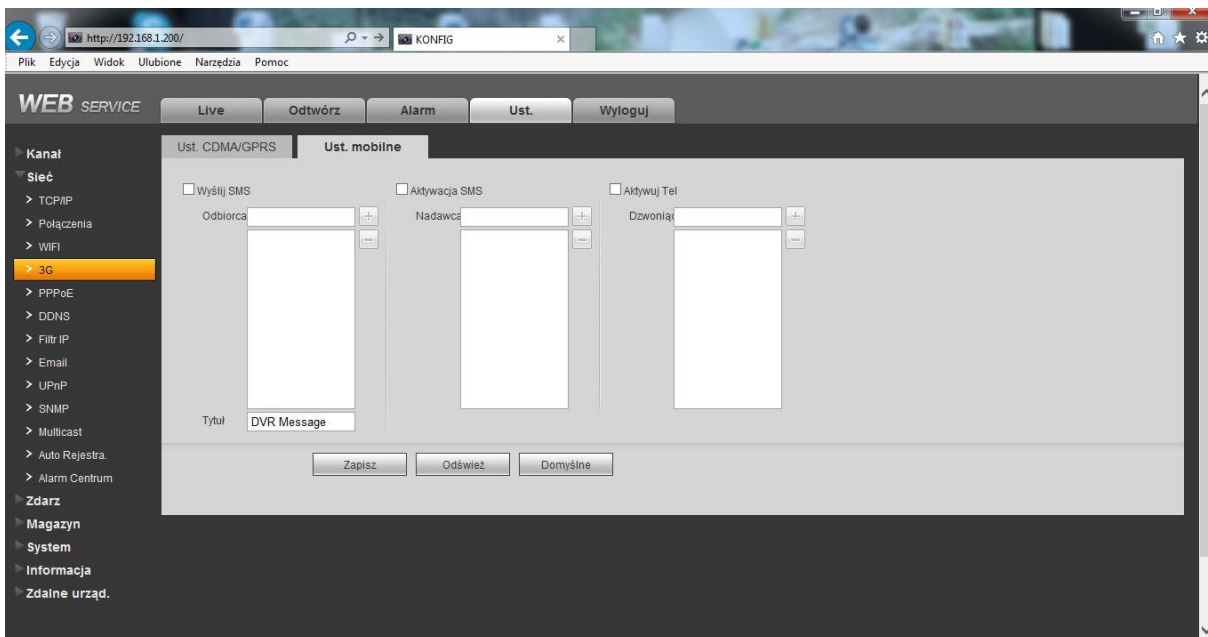 http://192.168.1.200/
KONFIG
Plik Edycja Widok Ulubione Narzędzia Pomoc
WEB SERVICE
Live Odtwórz Alarm Ust. Wyloguj
Ust. CDMA/GPRS Ust. mobilne
Kanał
Sieć
TCP/IP
Połączenia
WIFI
3G
PPPoE
DDNS
Filtr IP
Email
UPnP
SNMP
Multicast
Auto Rejestra.
Alarm Centrum
Zdarz
Magazyn
System
Informacja
Zdalne urząd.
Wyślij SMS Aktywacja SMS Aktywuj Tel
Odbiorca Nadawca Dzwoniąc
Tytuł DVR Message
Zapisz Odśwież Domyślne